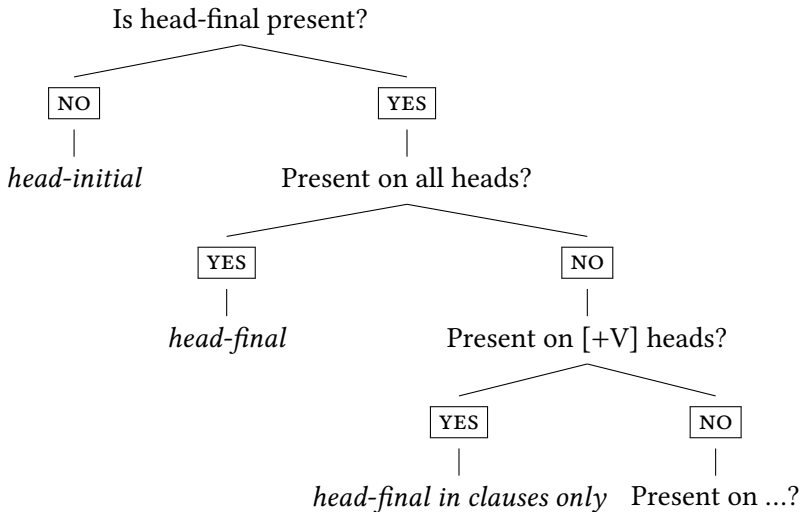 Is head-final present?
NO YES
head-initial Present on all heads?
YES NO
head-final Present on [+V] heads?
YES NO
head-final in clauses only Present on ...?